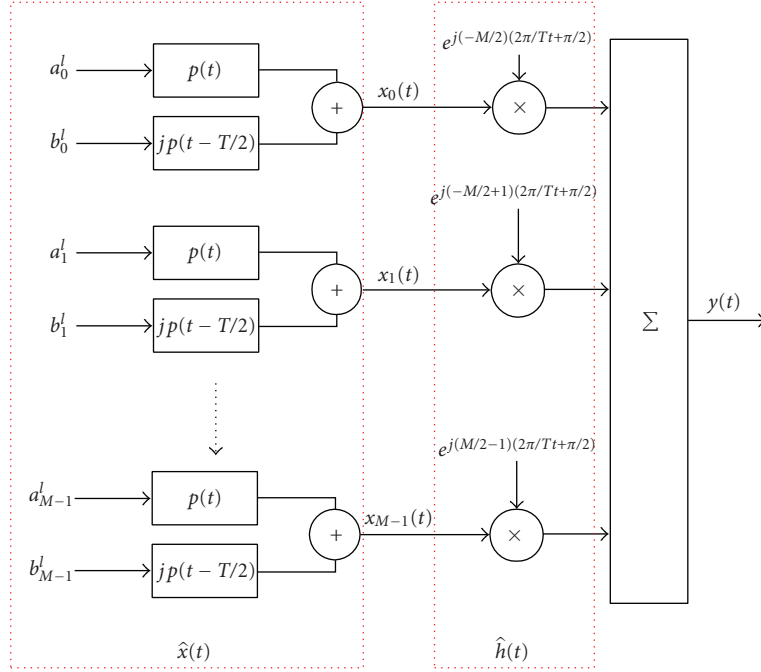 e^{j(−M/2)(2π/Tt+π/2)}
a_0^l
p(t)
+
x_0(t)
×
b_0^l
jp(t − T/2)
e^{j(−M/2+1)(2π/Tt+π/2)}
a_1^l
p(t)
+
x_1(t)
×
b_1^l
jp(t − T/2)
Σ
y(t)
e^{j(M/2−1)(2π/Tt+π/2)}
a_{M−1}^l
p(t)
+
x_{M−1}(t)
×
b_{M−1}^l
jp(t − T/2)
x̂(t)
ĥ(t)